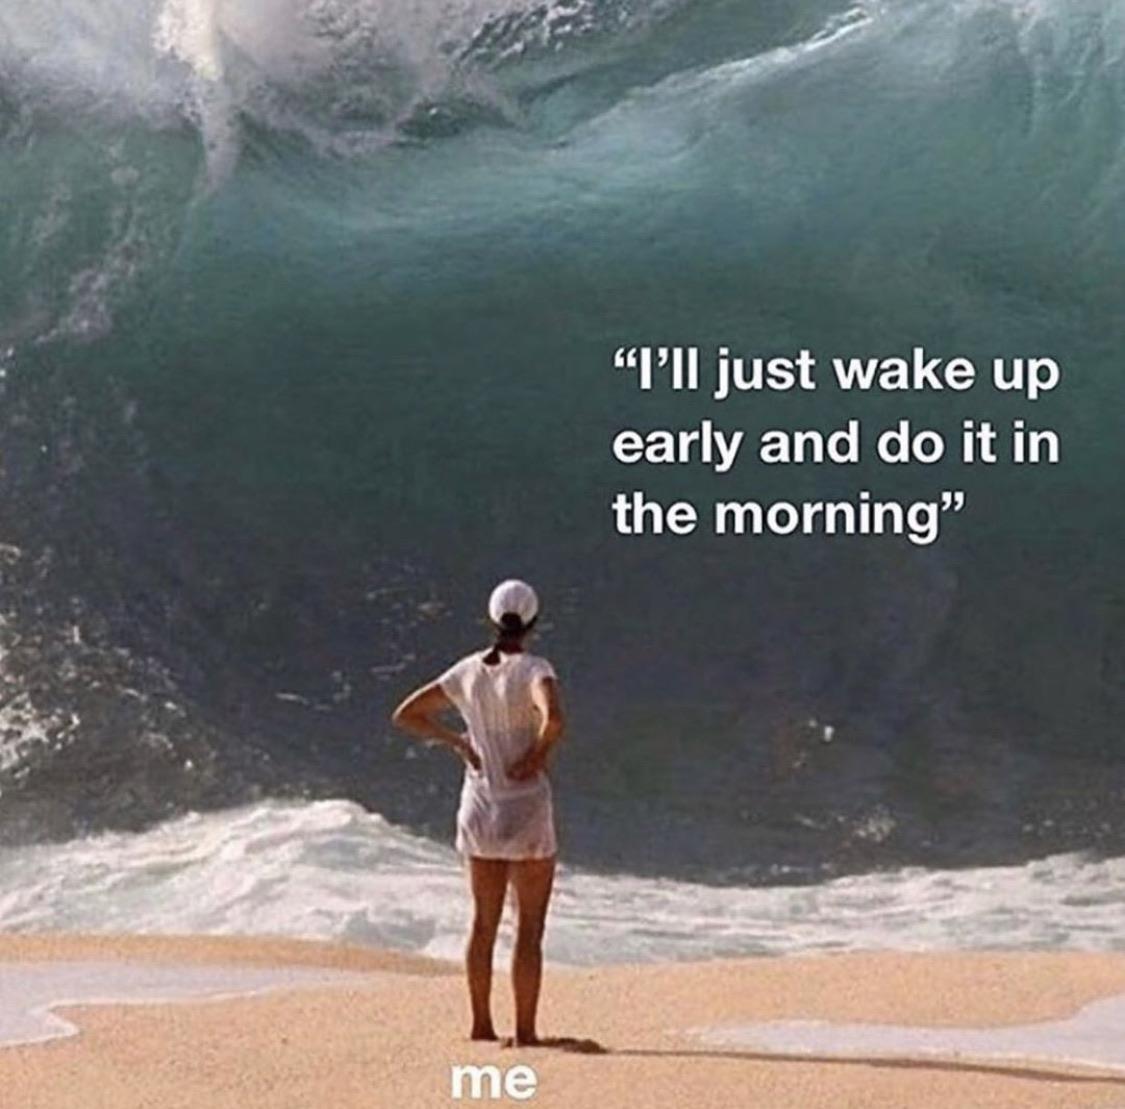 “I’ll just wake up
early and do it in
the morning”
me